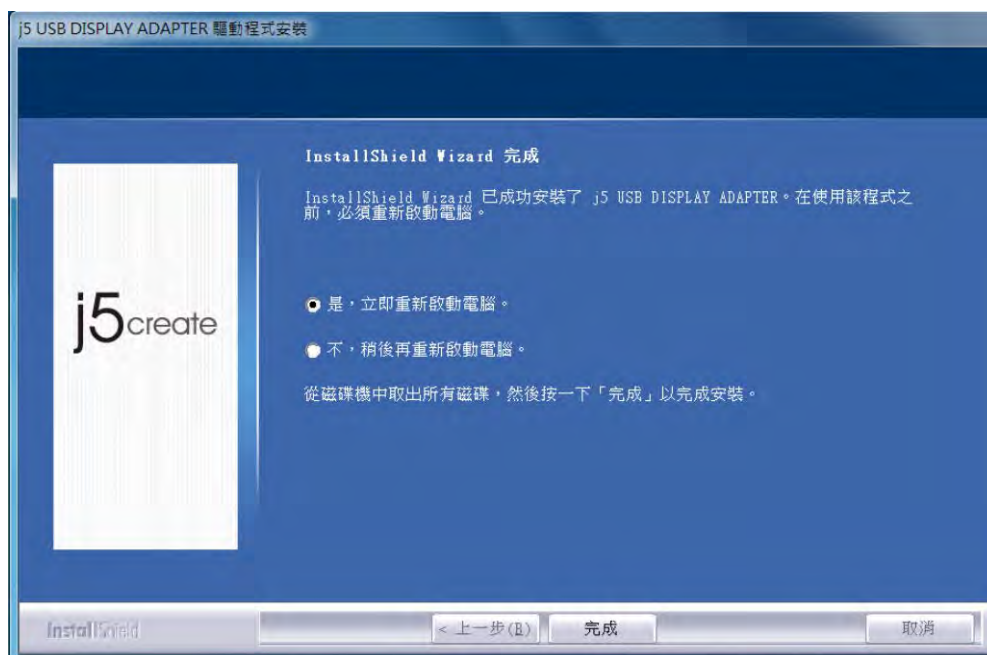 j5 USB DISPLAY ADAPTER 驅動程式安裝
InstallShield Wizard 完成
InstallShield Wizard 已成功安裝了 j5 USB DISPLAY ADAPTER。在使用該程式之
前，必須重新啟動電腦。
j5create
是，立即重新啟動電腦。
不，稍後再重新啟動電腦。
從磁碟機中取出所有磁碟，然後按一下「完成」以完成安裝。
InstallShield
< 上一步(B)
完成
取消